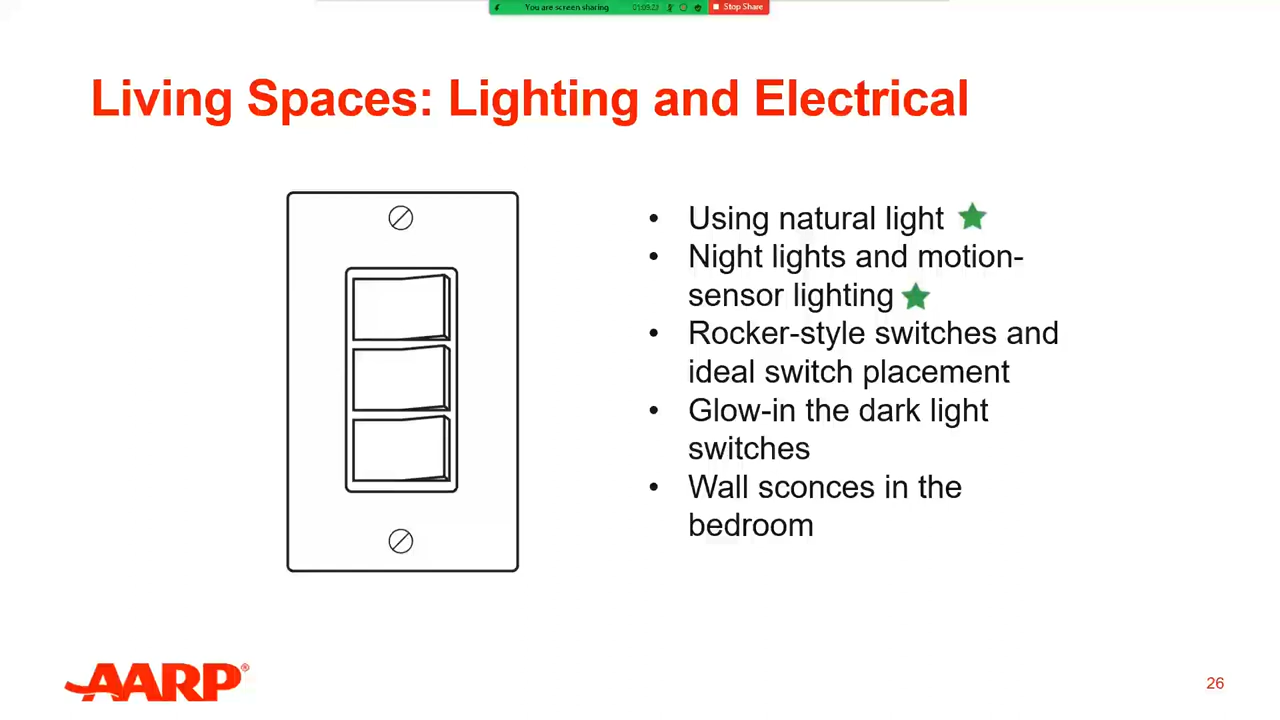 You are screen sharing
Stop Share
Living Spaces: Lighting and Electrical
• Using natural light
• Night lights and motion-
sensor lighting
• Rocker-style switches and
ideal switch placement
• Glow-in the dark light
switches
• Wall sconces in the
bedroom
AARP®
26